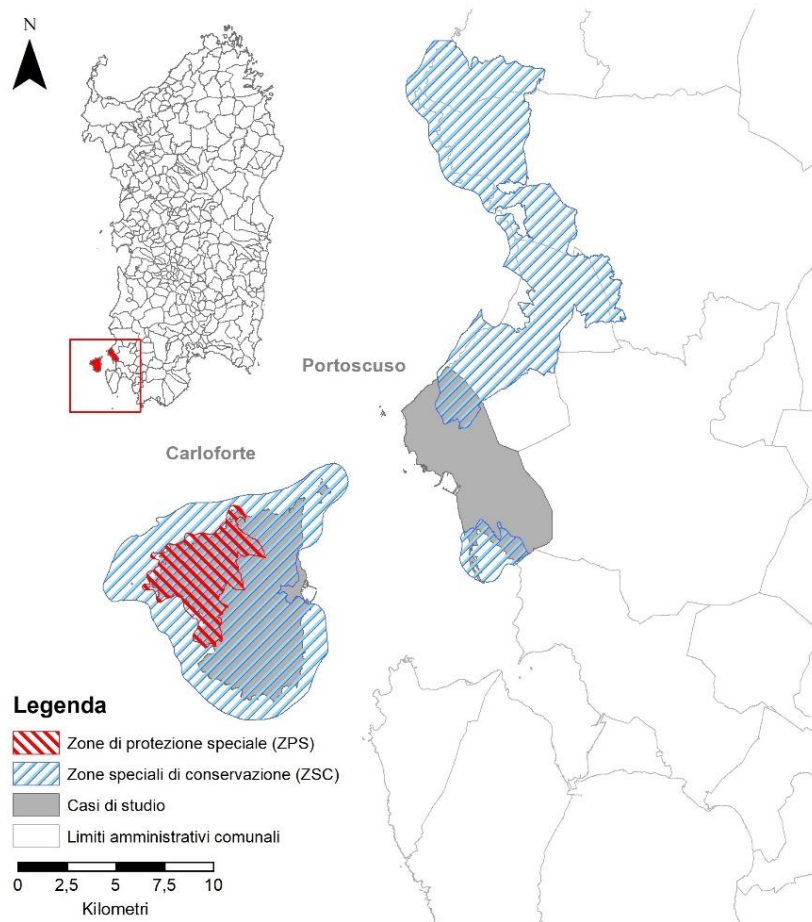 N
Portoscuso
Carloforte
Legenda
Zone di protezione speciale (ZPS)
Zone speciali di conservazione (ZSC)
Casi di studio
Limiti amministrativi comunali
0 2,5 5 7,5 10
Kilometri